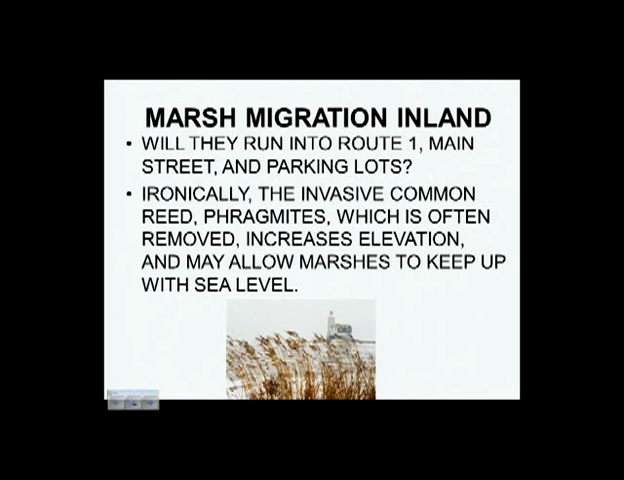 MARSH MIGRATION INLAND
• WILL THEY RUN INTO ROUTE 1, MAIN
STREET, AND PARKING LOTS?
• IRONICALLY, THE INVASIVE COMMON
REED, PHRAGMITES, WHICH IS OFTEN
REMOVED, INCREASES ELEVATION,
AND MAY ALLOW MARSHES TO KEEP UP
WITH SEA LEVEL.